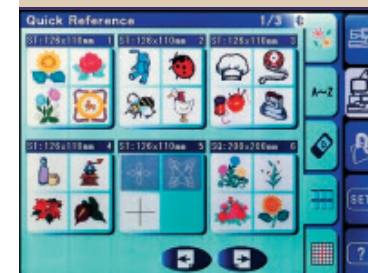 Quick Reference 1/3
ST:126x110mm 1 ST:126x110mm 2 ST:126x110mm 3
A~Z
ST:126x110mm 4 ST:126x110mm 5 SQ:200x200mm 6
SET
?